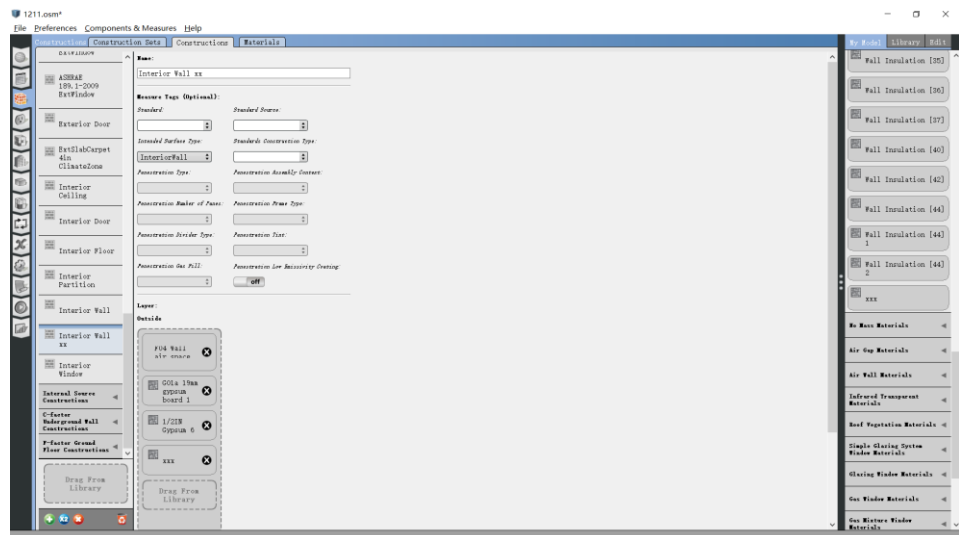 1211.osm*
File Preferences Components & Measures Help
Constructions Construction Sets Constructions Materials
My Model Library Edit
ExtWindow
ASHRAE
189.1-2009
ExtWindow
Exterior Door
ExtSlabCarpet
4in
ClimateZone
Interior
Ceiling
Interior Door
Interior Floor
Interior
Partition
Interior Wall
Interior Wall
xx
Interior
Window
Internal Source
Constructions
C-factor
Underground Wall
Constructions
F-factor Ground
Floor Constructions
Drag From
Library
Name:
Interior Wall xx
Measure Tags (Optional):
Standard: Standard Source:
Intended Surface Type: Standards Construction Type:
InteriorWall
Fenestration Type: Fenestration Assembly Context:
Fenestration Number of Panes: Fenestration Frame Type:
Fenestration Divider Type: Fenestration Tint:
Fenestration Gas Fill: Fenestration Low Emissivity Coating:
off
Layer:
Outside
F04 Wall
air space
G01a 19mm
gypsum
board 1
1/2IN
Gypsum 6
xxx
Drag From
Library
Wall Insulation [35]
Wall Insulation [36]
Wall Insulation [37]
Wall Insulation [40]
Wall Insulation [42]
Wall Insulation [44]
Wall Insulation [44]
1
Wall Insulation [44]
2
xxx
No Mass Materials
Air Gap Materials
Air Wall Materials
Infrared Transparent
Materials
Roof Vegetation Materials
Simple Glazing System
Window Materials
Glazing Window Materials
Gas Window Materials
Gas Mixture Window
Materials